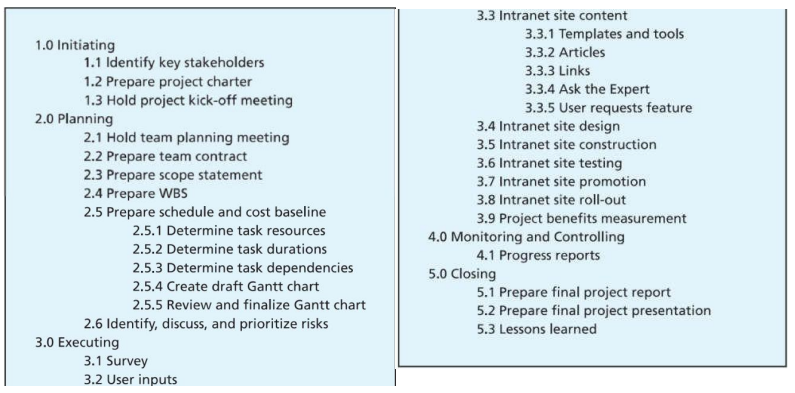 1.0 Initiating
1.1 Identify key stakeholders
1.2 Prepare project charter
1.3 Hold project kick-off meeting
2.0 Planning
2.1 Hold team planning meeting
2.2 Prepare team contract
2.3 Prepare scope statement
2.4 Prepare WBS
2.5 Prepare schedule and cost baseline
2.5.1 Determine task resources
2.5.2 Determine task durations
2.5.3 Determine task dependencies
2.5.4 Create draft Gantt chart
2.5.5 Review and finalize Gantt chart
2.6 Identify, discuss, and prioritize risks
3.0 Executing
3.1 Survey
3.2 User inputs
3.3 Intranet site content
3.3.1 Templates and tools
3.3.2 Articles
3.3.3 Links
3.3.4 Ask the Expert
3.3.5 User requests feature
3.4 Intranet site design
3.5 Intranet site construction
3.6 Intranet site testing
3.7 Intranet site promotion
3.8 Intranet site roll-out
3.9 Project benefits measurement
4.0 Monitoring and Controlling
4.1 Progress reports
5.0 Closing
5.1 Prepare final project report
5.2 Prepare final project presentation
5.3 Lessons learned